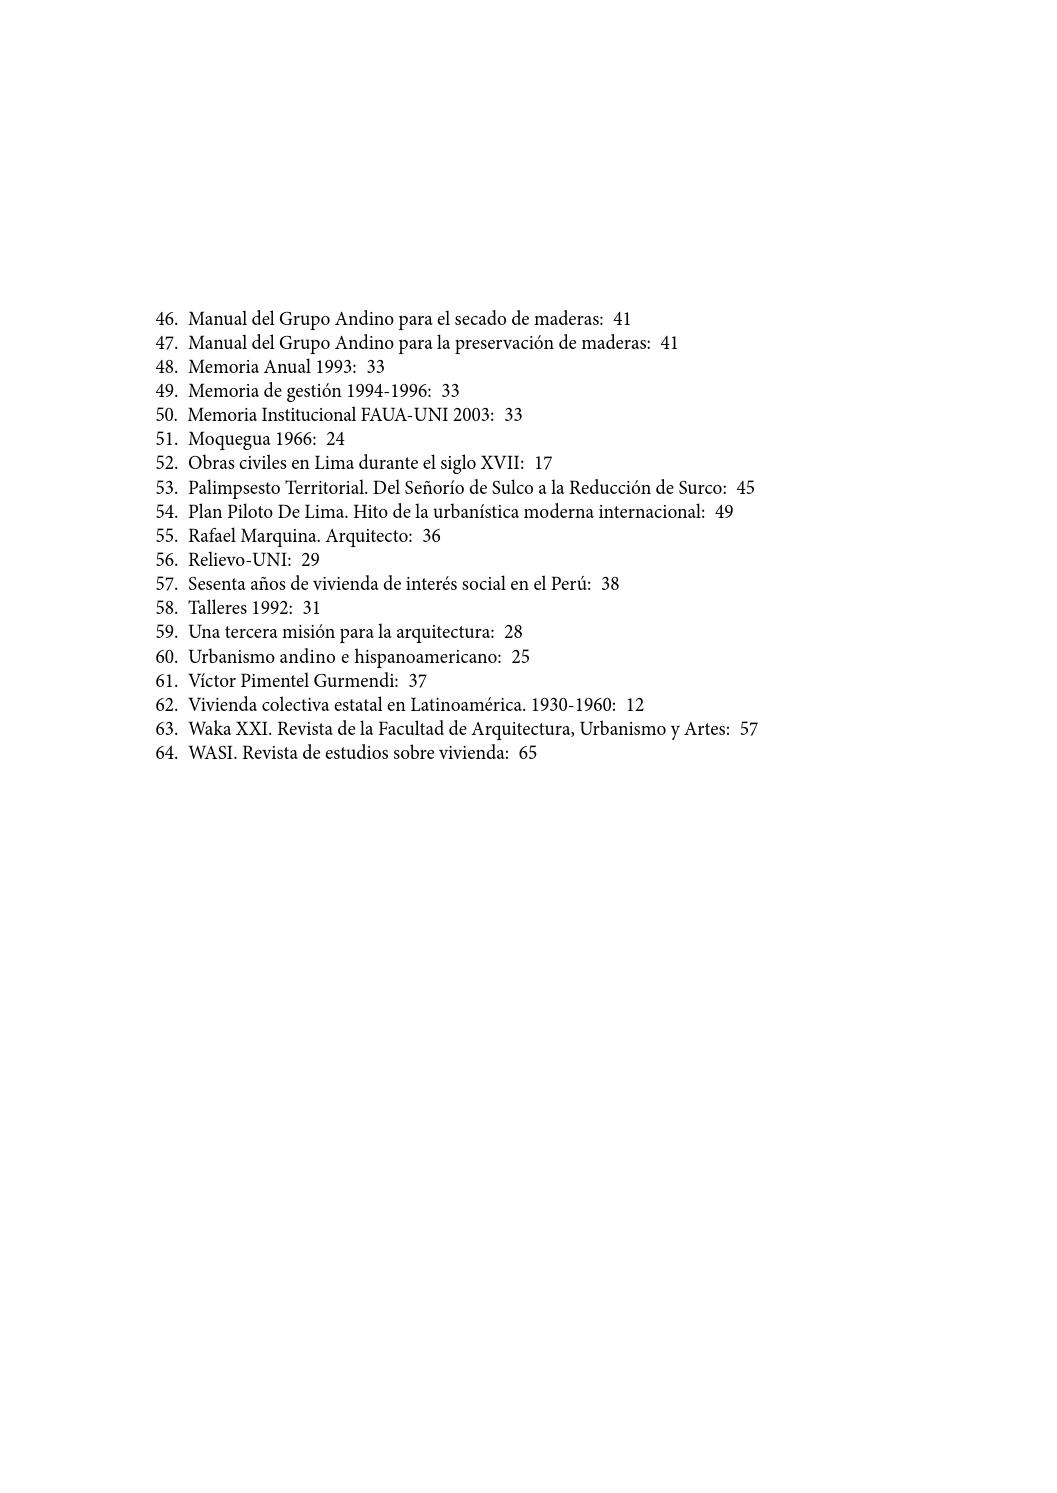 46. Manual del Grupo Andino para el secado de maderas: 41
47. Manual del Grupo Andino para la preservación de maderas: 41
48. Memoria Anual 1993: 33
49. Memoria de gestión 1994-1996: 33
50. Memoria Institucional FAUA-UNI 2003: 33
51. Moquegua 1966: 24
52. Obras civiles en Lima durante el siglo XVII: 17
53. Palimpsesto Territorial. Del Señorío de Sulco a la Reducción de Surco: 45
54. Plan Piloto De Lima. Hito de la urbanística moderna internacional: 49
55. Rafael Marquina. Arquitecto: 36
56. Relievo-UNI: 29
57. Sesenta años de vivienda de interés social en el Perú: 38
58. Talleres 1992: 31
59. Una tercera misión para la arquitectura: 28
60. Urbanismo andino e hispanoamericano: 25
61. Víctor Pimentel Gurmendi: 37
62. Vivienda colectiva estatal en Latinoamérica. 1930-1960: 12
63. Waka XXI. Revista de la Facultad de Arquitectura, Urbanismo y Artes: 57
64. WASI. Revista de estudios sobre vivienda: 65